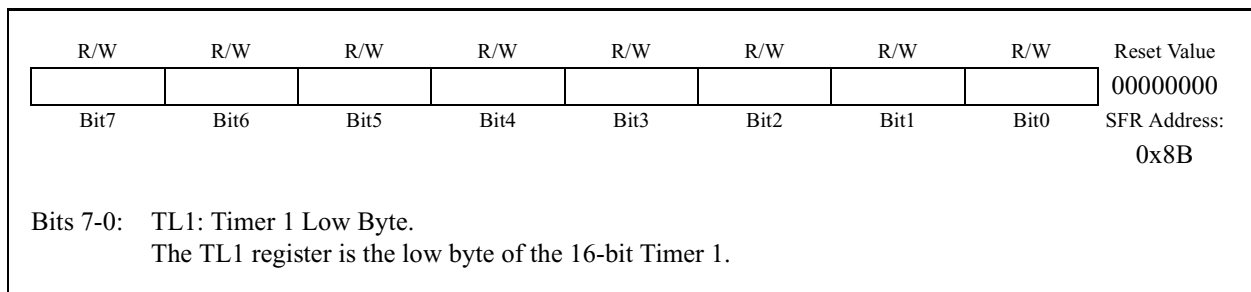 R/W R/W R/W R/W R/W R/W R/W R/W Reset Value
00000000
Bit7 Bit6 Bit5 Bit4 Bit3 Bit2 Bit1 Bit0 SFR Address:
0x8B
Bits 7-0: TL1: Timer 1 Low Byte.
The TL1 register is the low byte of the 16-bit Timer 1.